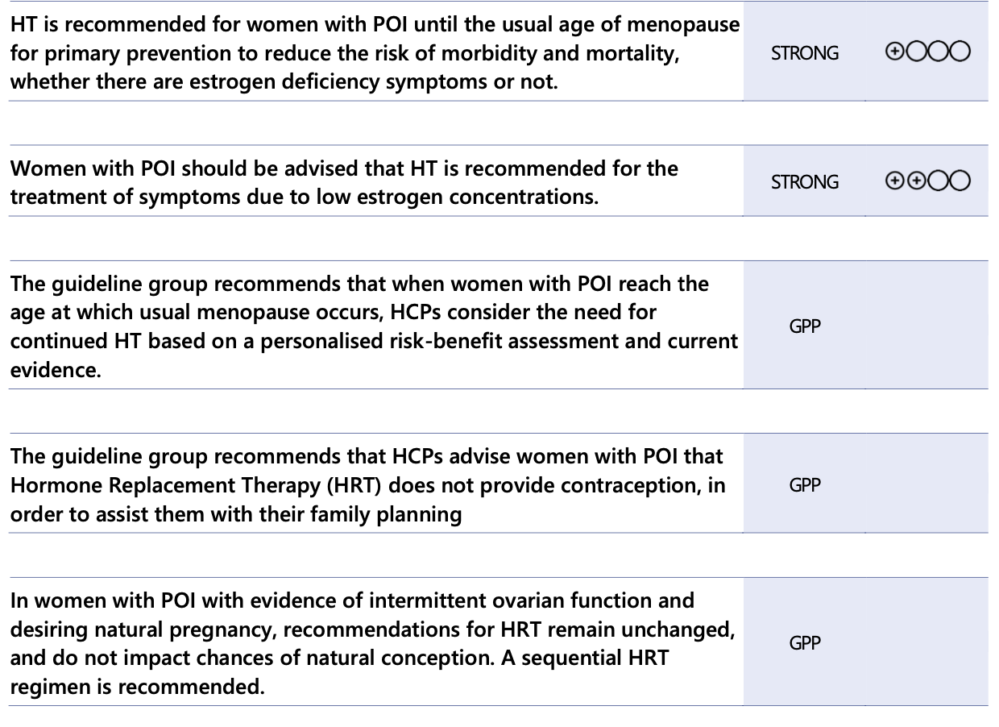 HT is recommended for women with POI until the usual age of menopause
for primary prevention to reduce the risk of morbidity and mortality,
whether there are estrogen deficiency symptoms or not.
STRONG ⊕○○○
Women with POI should be advised that HT is recommended for the
treatment of symptoms due to low estrogen concentrations.
STRONG ⊕⊕○○
The guideline group recommends that when women with POI reach the
age at which usual menopause occurs, HCPs consider the need for
continued HT based on a personalised risk-benefit assessment and current
evidence.
GPP
The guideline group recommends that HCPs advise women with POI that
Hormone Replacement Therapy (HRT) does not provide contraception, in
order to assist them with their family planning
GPP
In women with POI with evidence of intermittent ovarian function and
desiring natural pregnancy, recommendations for HRT remain unchanged,
and do not impact chances of natural conception. A sequential HRT
regimen is recommended.
GPP